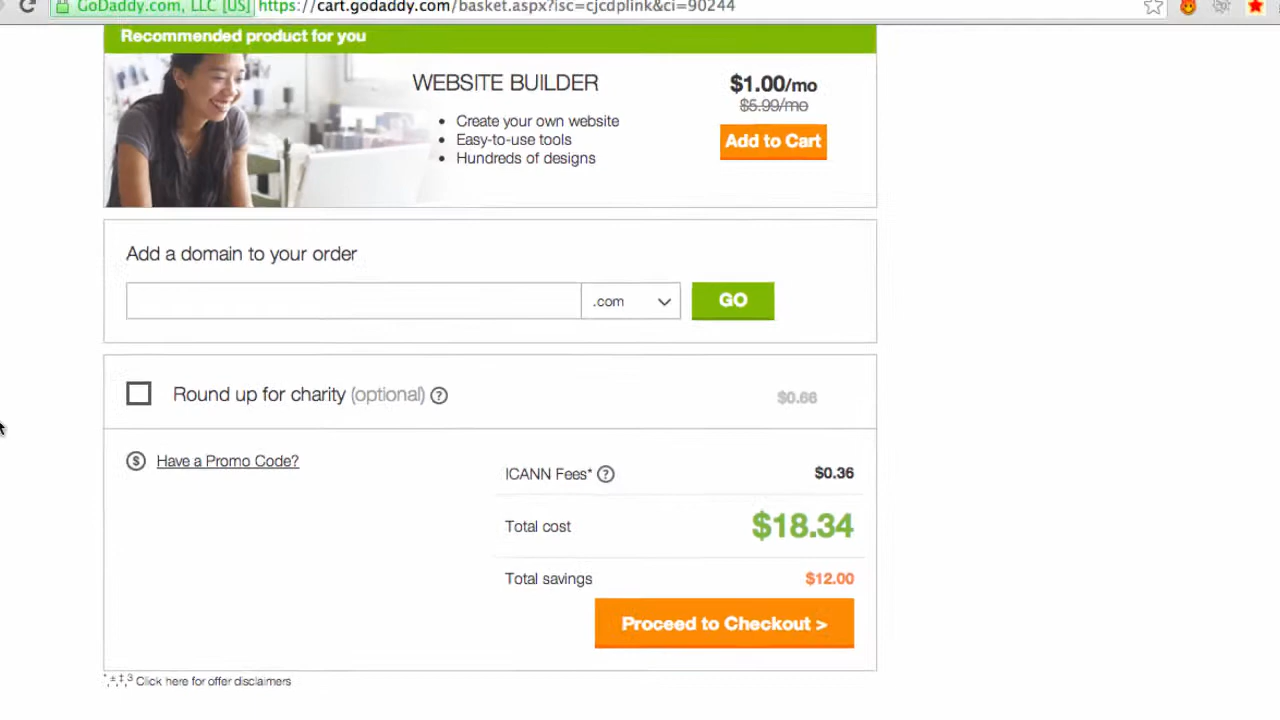 GoDaddy.com, LLC [US] https://cart.godaddy.com/basket.aspx?isc=cjcdplink&ci=90244
Recommended product for you
WEBSITE BUILDER
• Create your own website
• Easy-to-use tools
• Hundreds of designs
$1.00/mo
$5.99/mo
Add to Cart
Add a domain to your order
.com
GO
Round up for charity (optional) ?
$0.66
$ Have a Promo Code?
ICANN Fees* ? $0.36
Total cost $18.34
Total savings $12.00
Proceed to Checkout >
*,±,‡,3 Click here for offer disclaimers